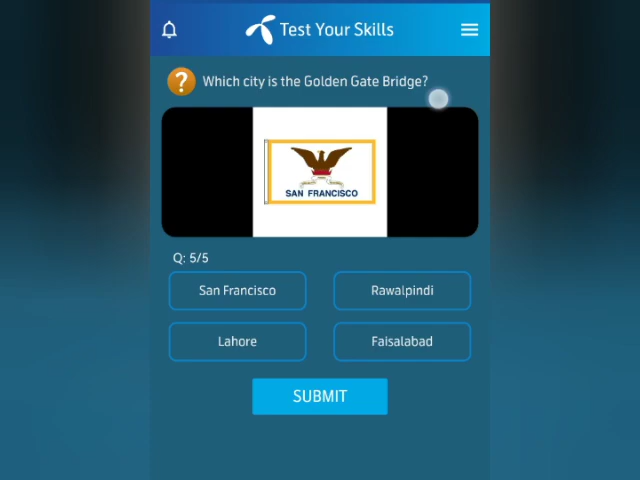 Test Your Skills
Which city is the Golden Gate Bridge?
SAN FRANCISCO
Q: 5/5
San Francisco
Rawalpindi
Lahore
Faisalabad
SUBMIT